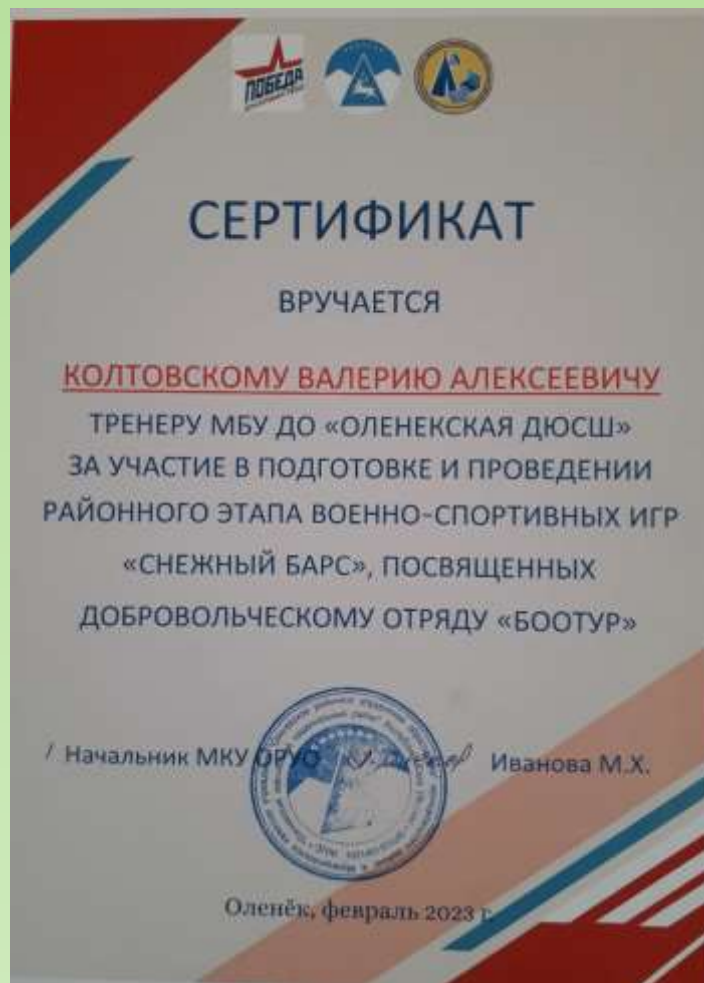 ПОБЕДА
СЕРТИФИКАТ
ВРУЧАЕТСЯ
КОЛТОВСКОМУ ВАЛЕРИЮ АЛЕКСЕЕВИЧУ
ТРЕНЕРУ МБУ ДО «ОЛЕНЕКСКАЯ ДЮСШ»
ЗА УЧАСТИЕ В ПОДГОТОВКЕ И ПРОВЕДЕНИИ
РАЙОННОГО ЭТАПА ВОЕННО-СПОРТИВНЫХ ИГР
«СНЕЖНЫЙ БАРС», ПОСВЯЩЕННЫХ
ДОБРОВОЛЬЧЕСКОМУ ОТРЯДУ «БООТУР»
/ Начальник МКУ ОРУО Иванова М.Х.
Оленёк, февраль 2023 г.